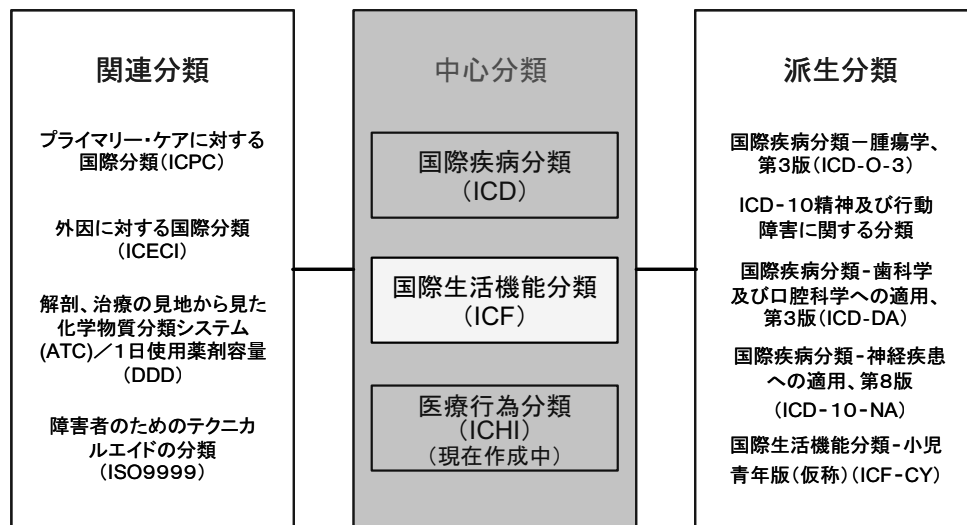 関連分類
プライマリー・ケアに対する
国際分類(ICPC)
外因に対する国際分類
(ICECI)
解剖、治療の見地から見た
化学物質分類システム
(ATC)／1日使用薬剤容量
(DDD)
障害者のためのテクニカ
ルエイドの分類
(ISO9999)
中心分類
国際疾病分類
(ICD)
国際生活機能分類
(ICF)
医療行為分類
(ICHI)
(現在作成中)
派生分類
国際疾病分類－腫瘍学、
第3版(ICD-O-3)
ICD-10精神及び行動
障害に関する分類
国際疾病分類-歯科学
及び口腔科学への適用、
第3版(ICD-DA)
国際疾病分類-神経疾患
への適用、第8版
(ICD-10-NA)
国際生活機能分類-小児
青年版(仮称)(ICF-CY)